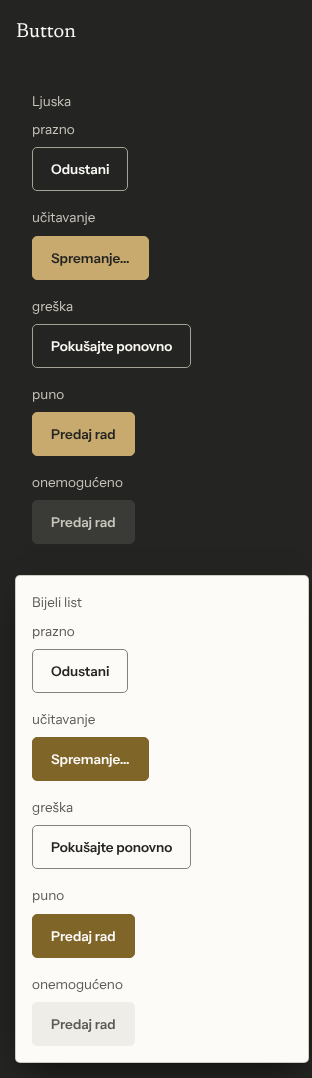 Button
Ljuska
prazno
Odustani
učitavanje
Spremanje…
greška
Pokušajte ponovno
puno
Predaj rad
onemogućeno
Predaj rad
Bijeli list
prazno
Odustani
učitavanje
Spremanje…
greška
Pokušajte ponovno
puno
Predaj rad
onemogućeno
Predaj rad